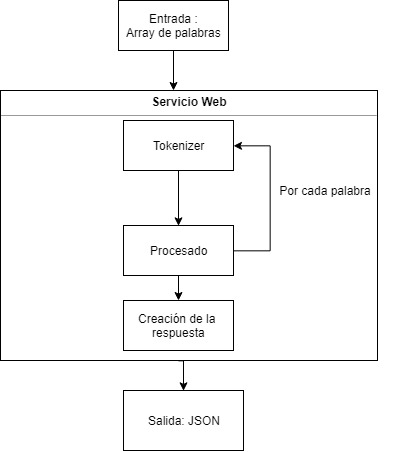 Entrada :
Array de palabras
Servicio Web
Tokenizer
Por cada palabra
Procesado
Creación de la
respuesta
Salida: JSON